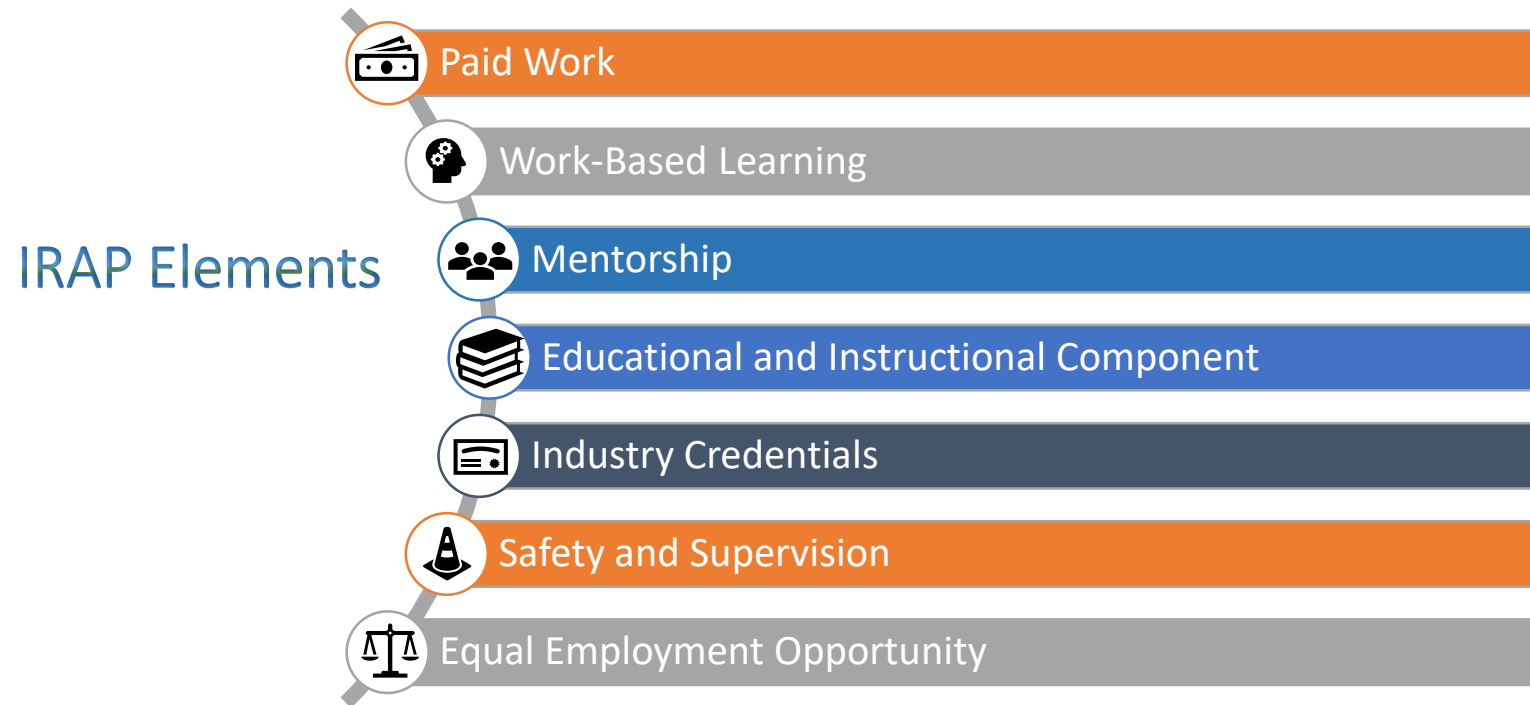 IRAP Elements
Paid Work
Work-Based Learning
Mentorship
Educational and Instructional Component
Industry Credentials
Safety and Supervision
Equal Employment Opportunity